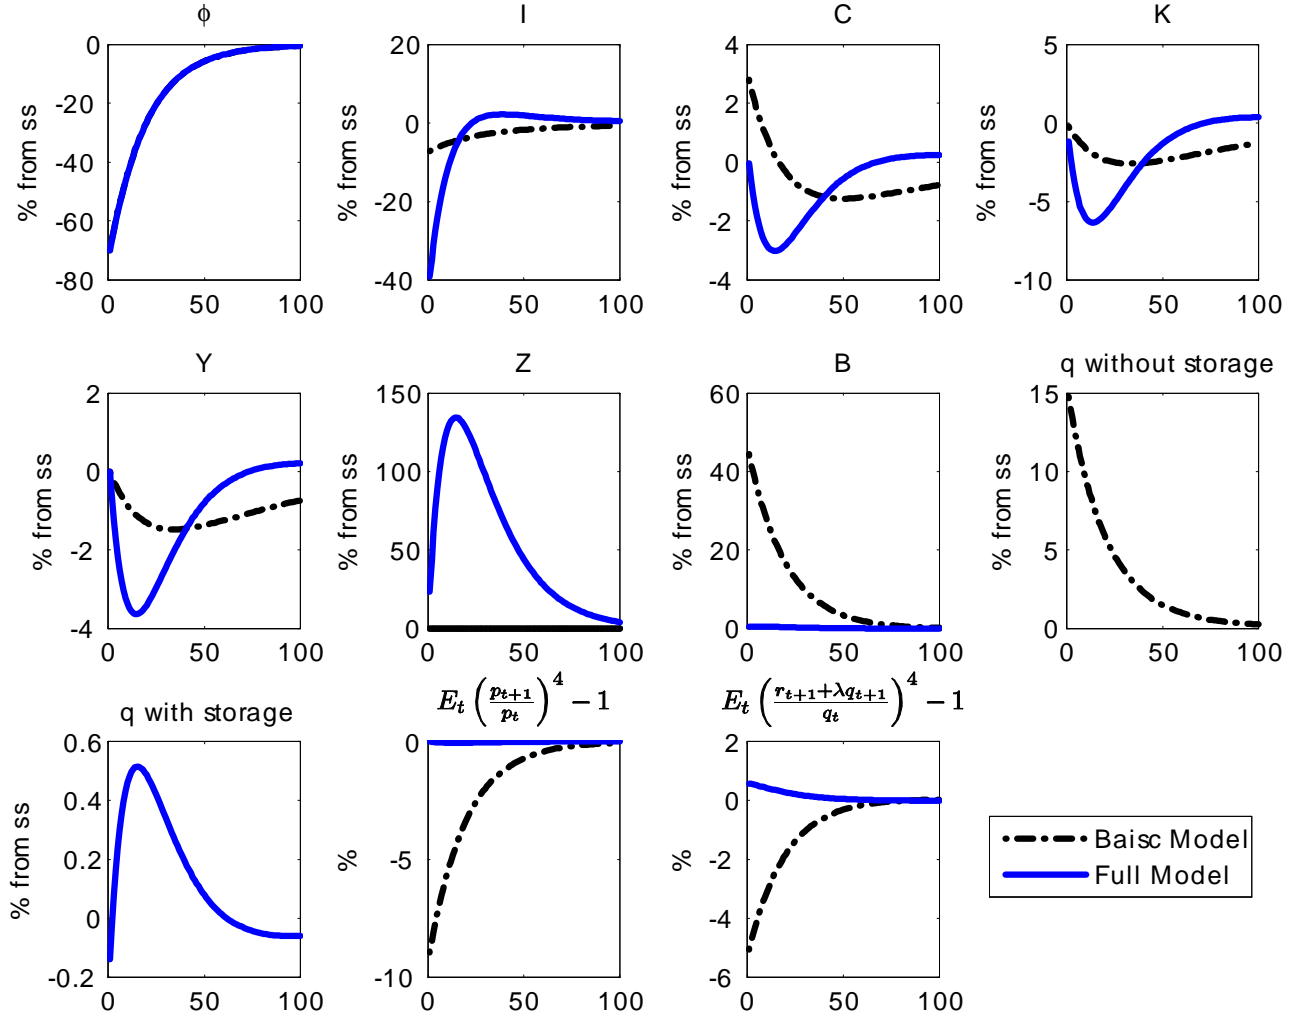 ϕ
I
C
K
% from ss
0
-20
-40
-60
-80
0 50 100
% from ss
20
0
-20
-40
0 50 100
% from ss
4
2
0
-2
-4
0 50 100
% from ss
5
0
-5
-10
0 50 100
Y
Z
B
q without storage
% from ss
2
0
-2
-4
0 50 100
% from ss
150
100
50
0
0 50 100
% from ss
60
40
20
0
0 50 100
% from ss
15
10
5
0
0 50 100
q with storage
E_t (p_{t+1}/p_t)^4 − 1
E_t (r_{t+1}+λq_{t+1}/q_t)^4 − 1
% from ss
0.6
0.4
0.2
0
-0.2
0 50 100
%
0
-5
-10
0 50 100
%
2
0
-2
-4
-6
0 50 100
Baisc Model
Full Model